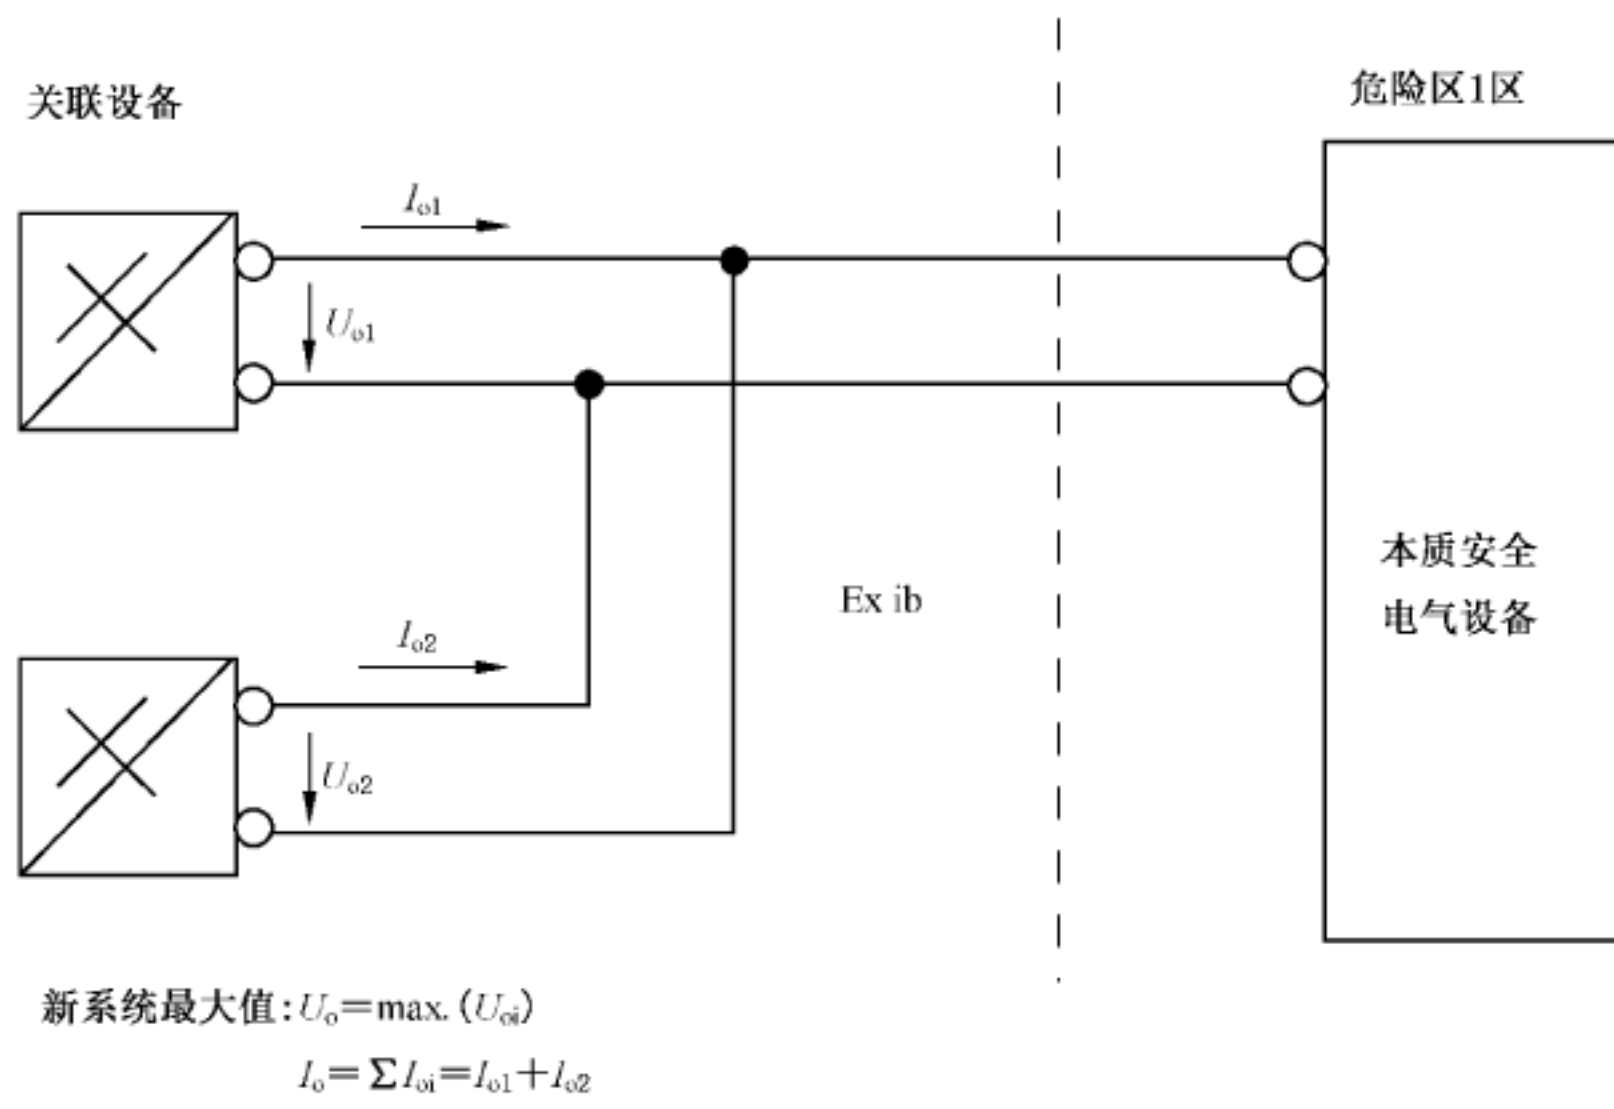 关联设备
危险区1区
Io1
Uo1
本质安全
电气设备
Ex ib
Io2
Uo2
新系统最大值:Uo=max.(Uoi)
Io=ΣIoi=Io1+Io2